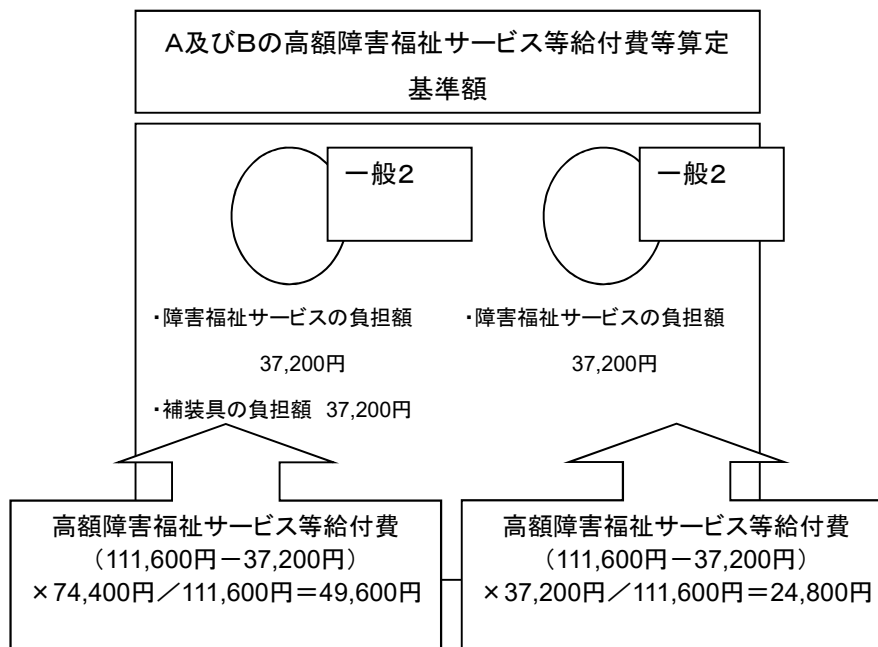 A及びBの高額障害福祉サービス等給付費等算定
基準額
一般2
一般2
・障害福祉サービスの負担額
37,200円
・補装具の負担額 37,200円
・障害福祉サービスの負担額
37,200円
高額障害福祉サービス等給付費
（111,600円－37,200円）
×74,400円／111,600円＝49,600円
高額障害福祉サービス等給付費
（111,600円－37,200円）
×37,200円／111,600円＝24,800円